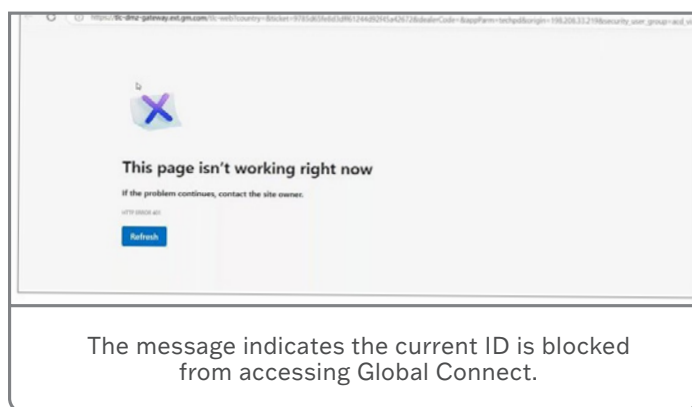 This page isn't working right now
If the problem continues, contact the site owner.
Refresh
The message indicates the current ID is blocked
from accessing Global Connect.